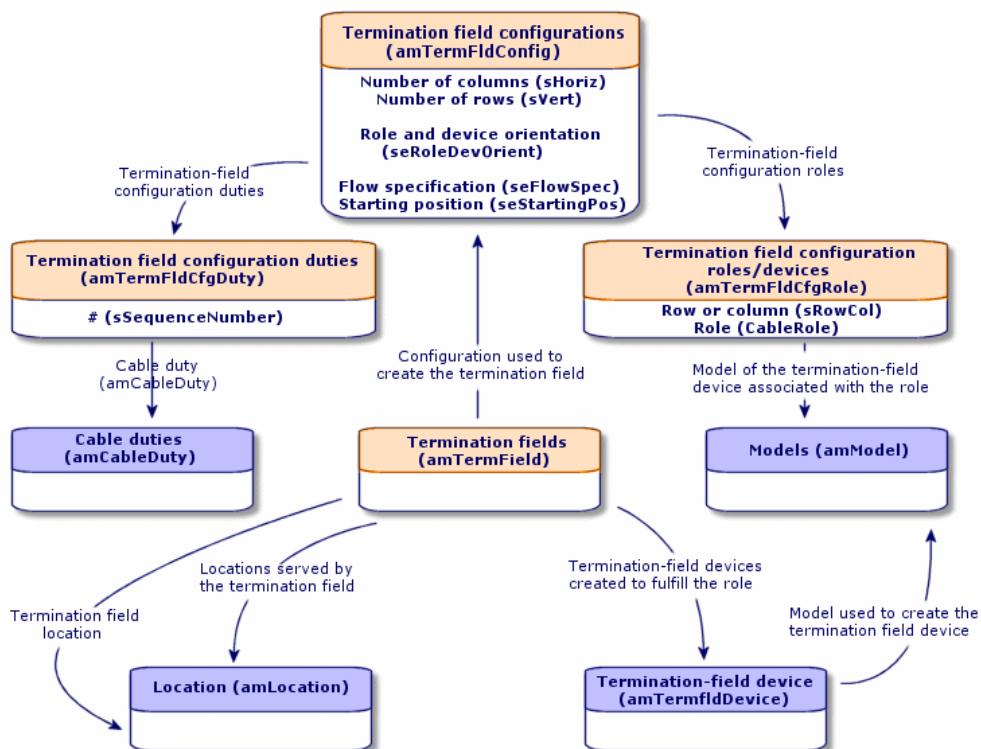 Termination field configurations
(amTermFldConfig)
Number of columns (sHoriz)
Number of rows (sVert)
Role and device orientation
(seRoleDevOrient)
Flow specification (seFlowSpec)
Starting position (seStartingPos)
Termination-field
configuration duties
Termination-field
configuration roles
Termination field configuration duties
(amTermFldCfgDuty)
# (sSequenceNumber)
Termination field configuration
roles/devices
(amTermFldCfgRole)
Row or column (sRowCol)
Role (CableRole)
Cable duty
(amCableDuty)
Configuration used to
create the termination field
Model of the termination-field
device associated with the role
Cable duties
(amCableDuty)
Termination fields
(amTermField)
Models (amModel)
Termination field
location
Locations served by
the termination field
Termination-field devices
created to fulfill the role
Model used to create the
termination field device
Location (amLocation)
Termination-field device
(amTermfldDevice)